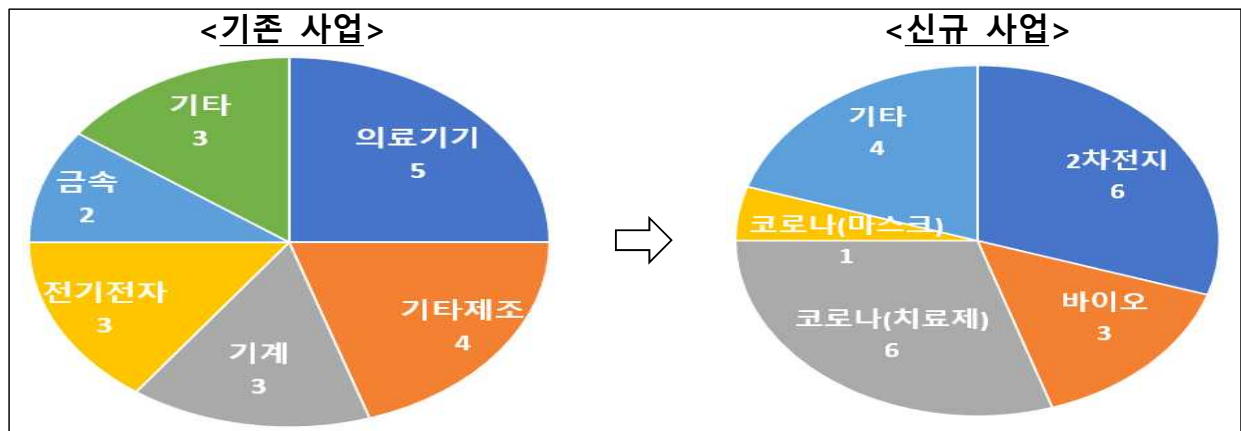 <기존 사업>
기타
3
의료기기
5
금속
2
전기전자
3
기계
3
기타제조
4
<신규 사업>
기타
4
2차전지
6
코로나(마스크)
1
코로나(치료제)
6
바이오
3